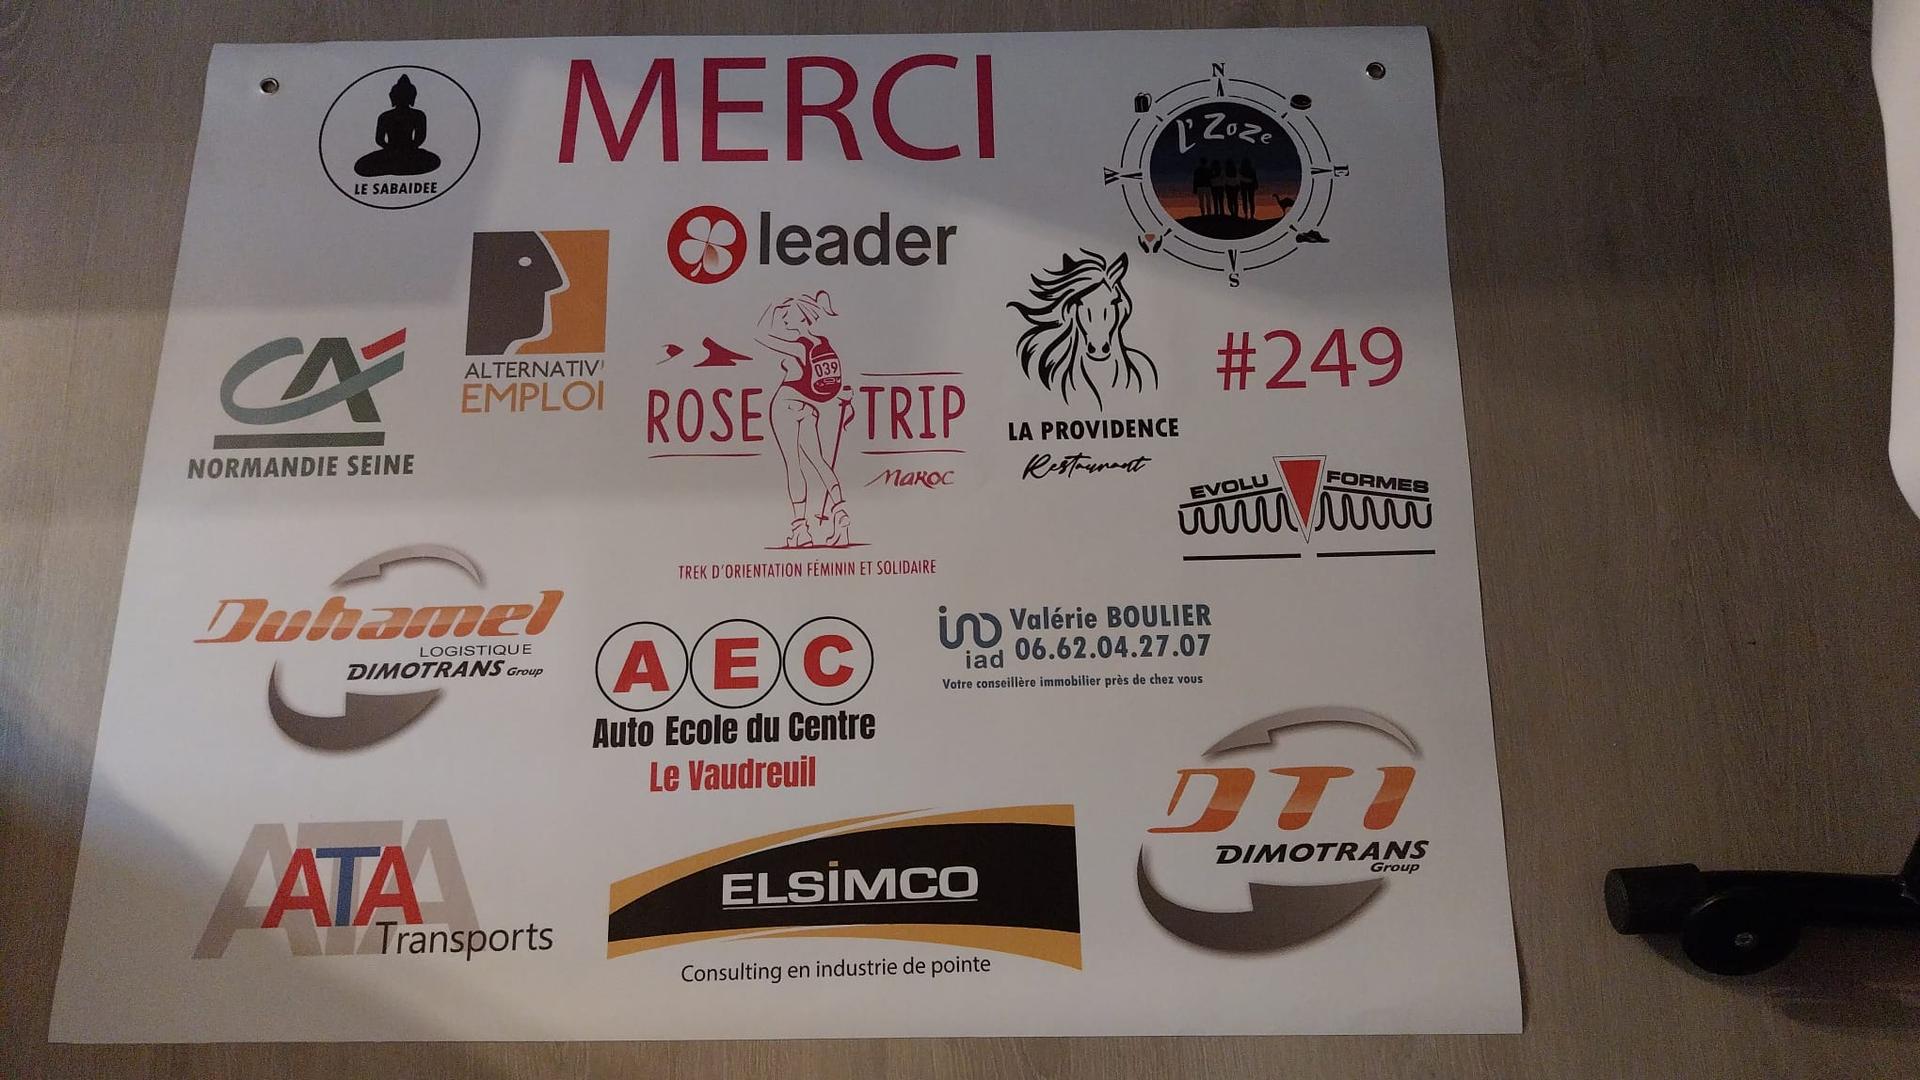 MERCI
LE SABAIDEE
N
W
E
S
L'ZoZe
leader
ALTERNATIV'
EMPLOI
CA
NORMANDIE SEINE
039
ROSE TRIP
MAROC
TREK D'ORIENTATION FÉMININ ET SOLIDAIRE
LA PROVIDENCE
Restaurant
#249
EVOLU FORMES
Duhamel
LOGISTIQUE
DIMOTRANS Group
AEC
Auto Ecole du Centre
Le Vaudreuil
iad
Valérie BOULIER
06.62.04.27.07
Votre conseillère immobilier près de chez vous
ATA
ATA
Transports
ELSiMCO
Consulting en industrie de pointe
DTI
DIMOTRANS
Group